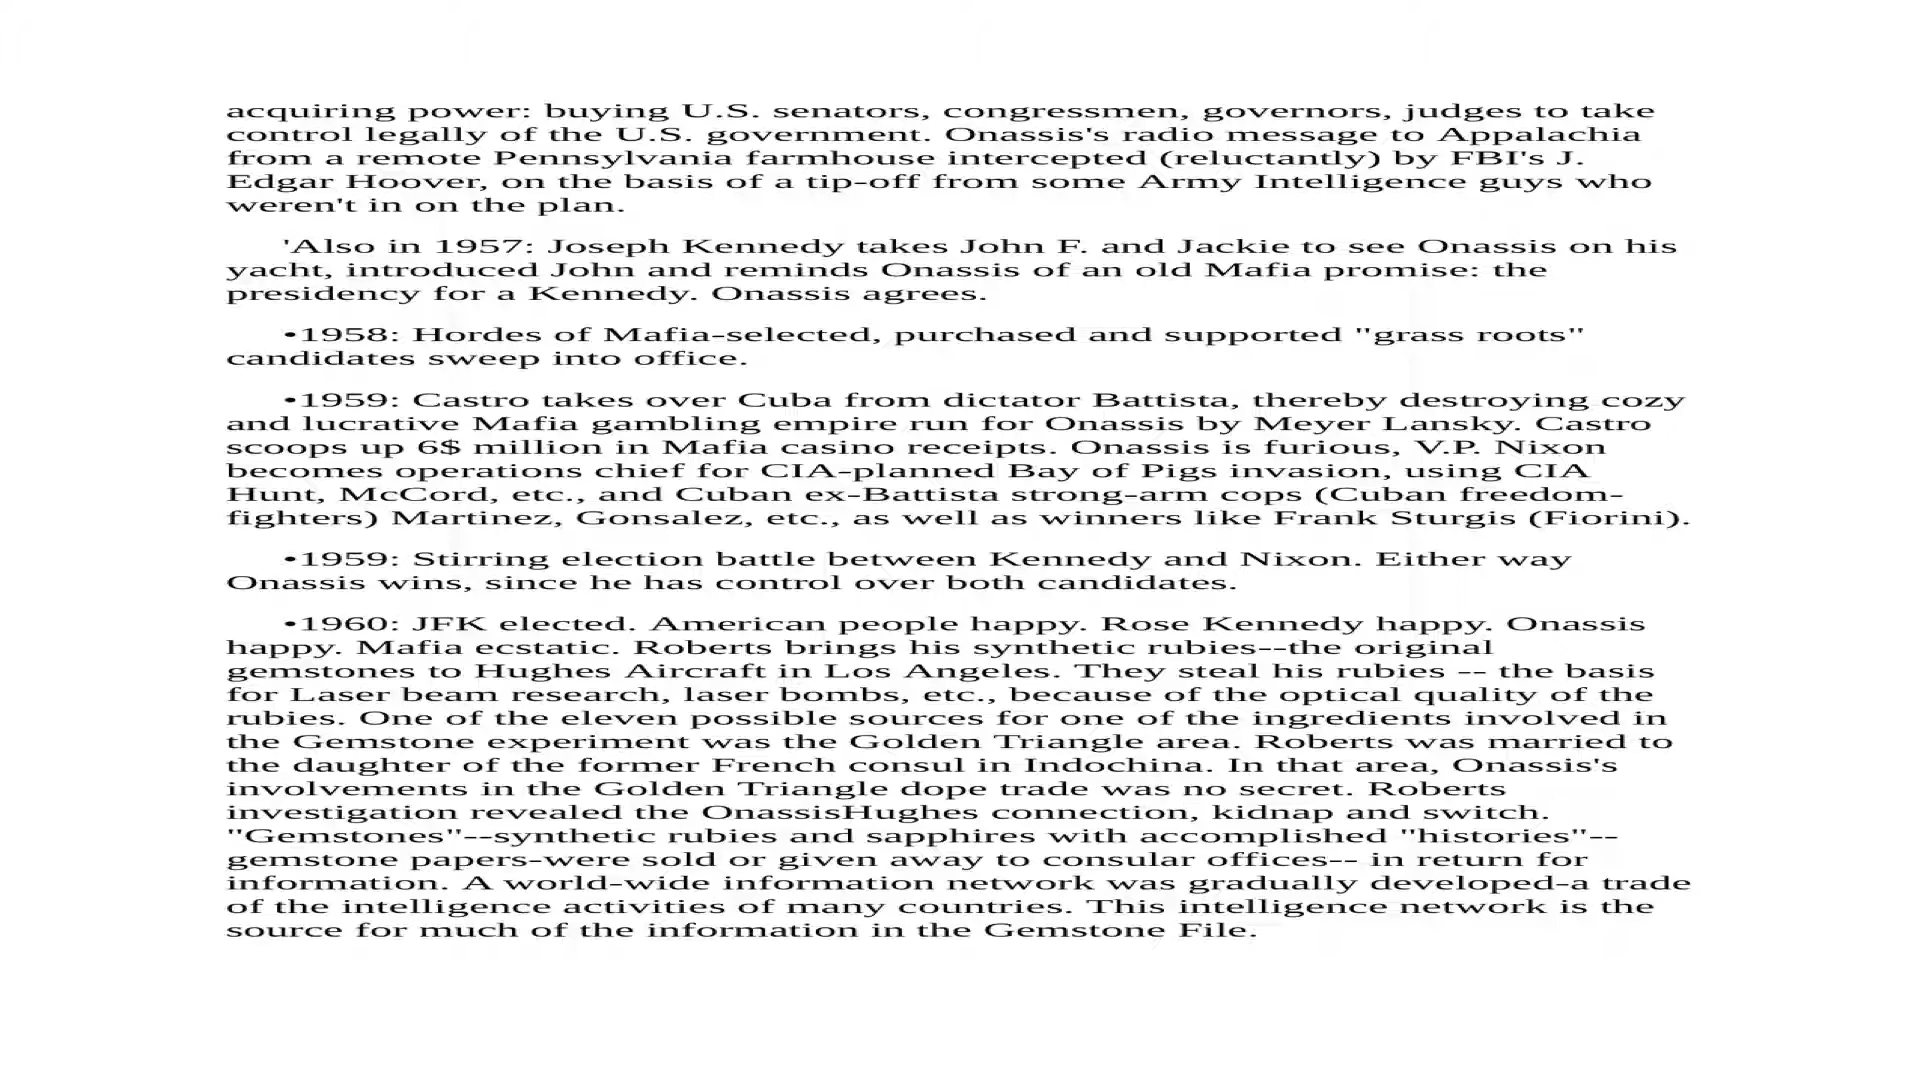 acquiring power: buying U.S. senators, congressmen, governors, judges to take
control legally of the U.S. government. Onassis's radio message to Appalachia
from a remote Pennsylvania farmhouse intercepted (reluctantly) by FBI's J.
Edgar Hoover, on the basis of a tip-off from some Army Intelligence guys who
weren't in on the plan.
'Also in 1957: Joseph Kennedy takes John F. and Jackie to see Onassis on his
yacht, introduced John and reminds Onassis of an old Mafia promise: the
presidency for a Kennedy. Onassis agrees.
•1958: Hordes of Mafia-selected, purchased and supported "grass roots"
candidates sweep into office.
•1959: Castro takes over Cuba from dictator Battista, thereby destroying cozy
and lucrative Mafia gambling empire run for Onassis by Meyer Lansky. Castro
scoops up 6$ million in Mafia casino receipts. Onassis is furious, V.P. Nixon
becomes operations chief for CIA-planned Bay of Pigs invasion, using CIA
Hunt, McCord, etc., and Cuban ex-Battista strong-arm cops (Cuban freedom-
fighters) Martinez, Gonsalez, etc., as well as winners like Frank Sturgis (Fiorini).
•1959: Stirring election battle between Kennedy and Nixon. Either way
Onassis wins, since he has control over both candidates.
•1960: JFK elected. American people happy. Rose Kennedy happy. Onassis
happy. Mafia ecstatic. Roberts brings his synthetic rubies--the original
gemstones to Hughes Aircraft in Los Angeles. They steal his rubies -- the basis
for Laser beam research, laser bombs, etc., because of the optical quality of the
rubies. One of the eleven possible sources for one of the ingredients involved in
the Gemstone experiment was the Golden Triangle area. Roberts was married to
the daughter of the former French consul in Indochina. In that area, Onassis's
involvements in the Golden Triangle dope trade was no secret. Roberts
investigation revealed the OnassisHughes connection, kidnap and switch.
"Gemstones"--synthetic rubies and sapphires with accomplished "histories"--
gemstone papers-were sold or given away to consular offices-- in return for
information. A world-wide information network was gradually developed-a trade
of the intelligence activities of many countries. This intelligence network is the
source for much of the information in the Gemstone File.